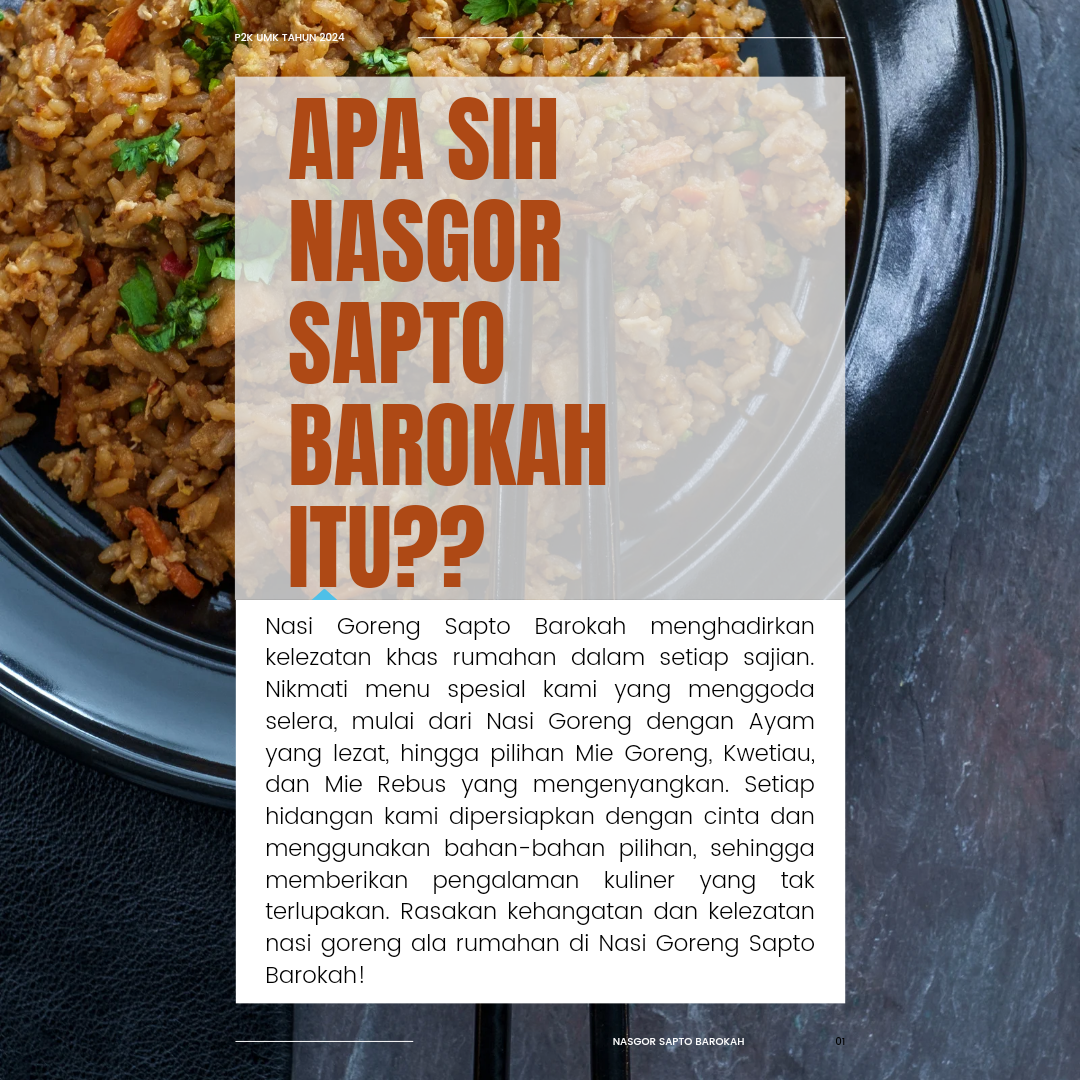 P2K UMK TAHUN 2024
APA SIH
NASGOR
SAPTO
BAROKAH
ITU??
Nasi Goreng Sapto Barokah menghadirkan
kelezatan khas rumahan dalam setiap sajian.
Nikmati menu spesial kami yang menggoda
selera, mulai dari Nasi Goreng dengan Ayam
yang lezat, hingga pilihan Mie Goreng, Kwetiau,
dan Mie Rebus yang mengenyangkan. Setiap
hidangan kami dipersiapkan dengan cinta dan
menggunakan bahan-bahan pilihan, sehingga
memberikan pengalaman kuliner yang tak
terlupakan. Rasakan kehangatan dan kelezatan
nasi goreng ala rumahan di Nasi Goreng Sapto
Barokah!
NASGOR SAPTO BAROKAH 01